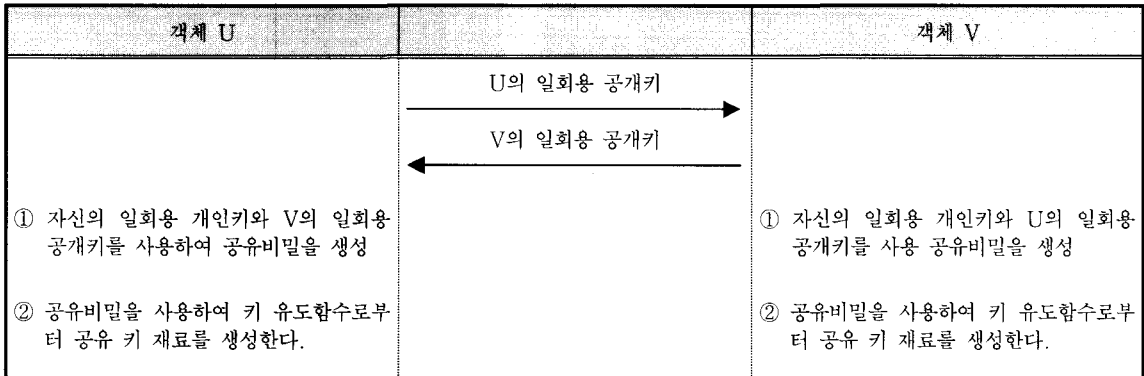 객체 U
객체 V
U의 일회용 공개키
V의 일회용 공개키
① 자신의 일회용 개인키와 V의 일회용
공개키를 사용하여 공유비밀을 생성
② 공유비밀을 사용하여 키 유도함수로부
터 공유 키 재료를 생성한다.
① 자신의 일회용 개인키와 U의 일회용
공개키를 사용 공유비밀을 생성
② 공유비밀을 사용하여 키 유도함수로부
터 공유 키 재료를 생성한다.